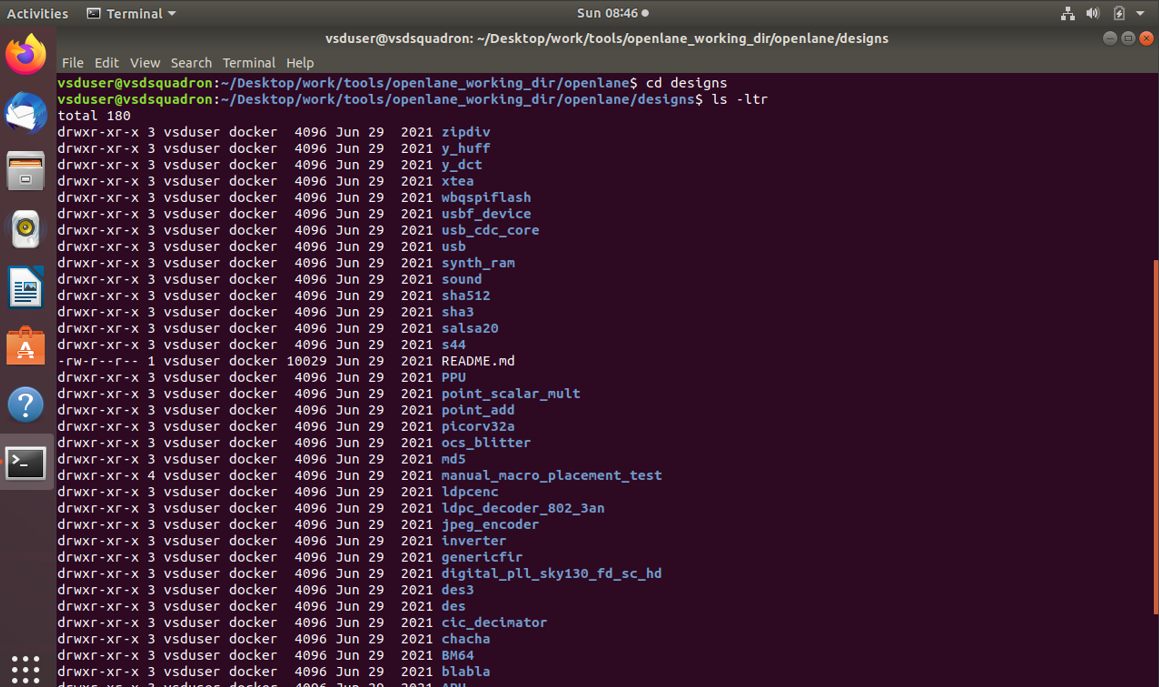 Activities Terminal Sun 08:46
vsduser@vsdsquadron: ~/Desktop/work/tools/openlane_working_dir/openlane/designs
File Edit View Search Terminal Help
vsduser@vsdsquadron:~/Desktop/work/tools/openlane_working_dir/openlane$ cd designs
vsduser@vsdsquadron:~/Desktop/work/tools/openlane_working_dir/openlane/designs$ ls -ltr
total 180
drwxr-xr-x 3 vsduser docker  4096 Jun 29  2021 zipdiv
drwxr-xr-x 3 vsduser docker  4096 Jun 29  2021 y_huff
drwxr-xr-x 3 vsduser docker  4096 Jun 29  2021 y_dct
drwxr-xr-x 3 vsduser docker  4096 Jun 29  2021 xtea
drwxr-xr-x 3 vsduser docker  4096 Jun 29  2021 wbqspiflash
drwxr-xr-x 3 vsduser docker  4096 Jun 29  2021 usbf_device
drwxr-xr-x 3 vsduser docker  4096 Jun 29  2021 usb_cdc_core
drwxr-xr-x 3 vsduser docker  4096 Jun 29  2021 usb
drwxr-xr-x 3 vsduser docker  4096 Jun 29  2021 synth_ram
drwxr-xr-x 3 vsduser docker  4096 Jun 29  2021 sound
drwxr-xr-x 3 vsduser docker  4096 Jun 29  2021 sha512
drwxr-xr-x 3 vsduser docker  4096 Jun 29  2021 sha3
drwxr-xr-x 3 vsduser docker  4096 Jun 29  2021 salsa20
drwxr-xr-x 3 vsduser docker  4096 Jun 29  2021 s44
-rw-r--r-- 1 vsduser docker 10029 Jun 29  2021 README.md
drwxr-xr-x 3 vsduser docker  4096 Jun 29  2021 PPU
drwxr-xr-x 3 vsduser docker  4096 Jun 29  2021 point_scalar_mult
drwxr-xr-x 3 vsduser docker  4096 Jun 29  2021 point_add
drwxr-xr-x 3 vsduser docker  4096 Jun 29  2021 picorv32a
drwxr-xr-x 3 vsduser docker  4096 Jun 29  2021 ocs_blitter
drwxr-xr-x 3 vsduser docker  4096 Jun 29  2021 md5
drwxr-xr-x 4 vsduser docker  4096 Jun 29  2021 manual_macro_placement_test
drwxr-xr-x 3 vsduser docker  4096 Jun 29  2021 ldpcenc
drwxr-xr-x 3 vsduser docker  4096 Jun 29  2021 ldpc_decoder_802_3an
drwxr-xr-x 3 vsduser docker  4096 Jun 29  2021 jpeg_encoder
drwxr-xr-x 3 vsduser docker  4096 Jun 29  2021 inverter
drwxr-xr-x 3 vsduser docker  4096 Jun 29  2021 genericfir
drwxr-xr-x 3 vsduser docker  4096 Jun 29  2021 digital_pll_sky130_fd_sc_hd
drwxr-xr-x 3 vsduser docker  4096 Jun 29  2021 des3
drwxr-xr-x 3 vsduser docker  4096 Jun 29  2021 des
drwxr-xr-x 3 vsduser docker  4096 Jun 29  2021 cic_decimator
drwxr-xr-x 3 vsduser docker  4096 Jun 29  2021 chacha
drwxr-xr-x 3 vsduser docker  4096 Jun 29  2021 BM64
drwxr-xr-x 3 vsduser docker  4096 Jun 29  2021 blabla
drwxr-xr-x 3 vsduser docker  4096 Jun 29  2021